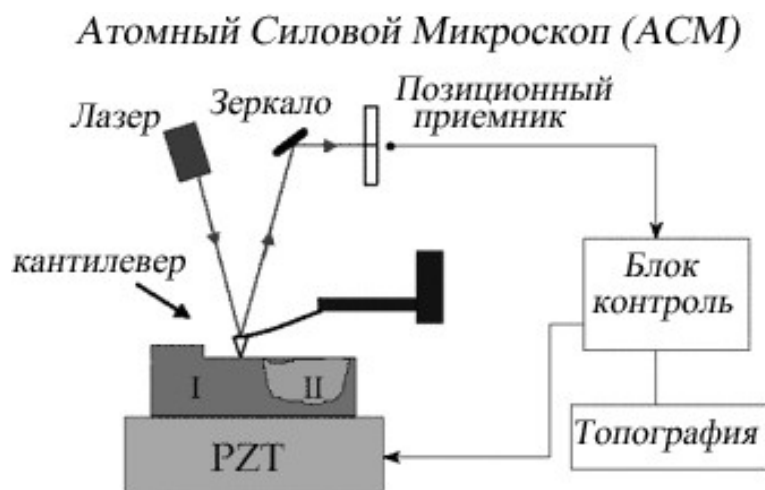 Атомный Силовой Микроскоп (АСМ)
Лазер
Зеркало
Позиционный
приемник
кантилевер
Блок
контроль
I
II
PZT
Топография